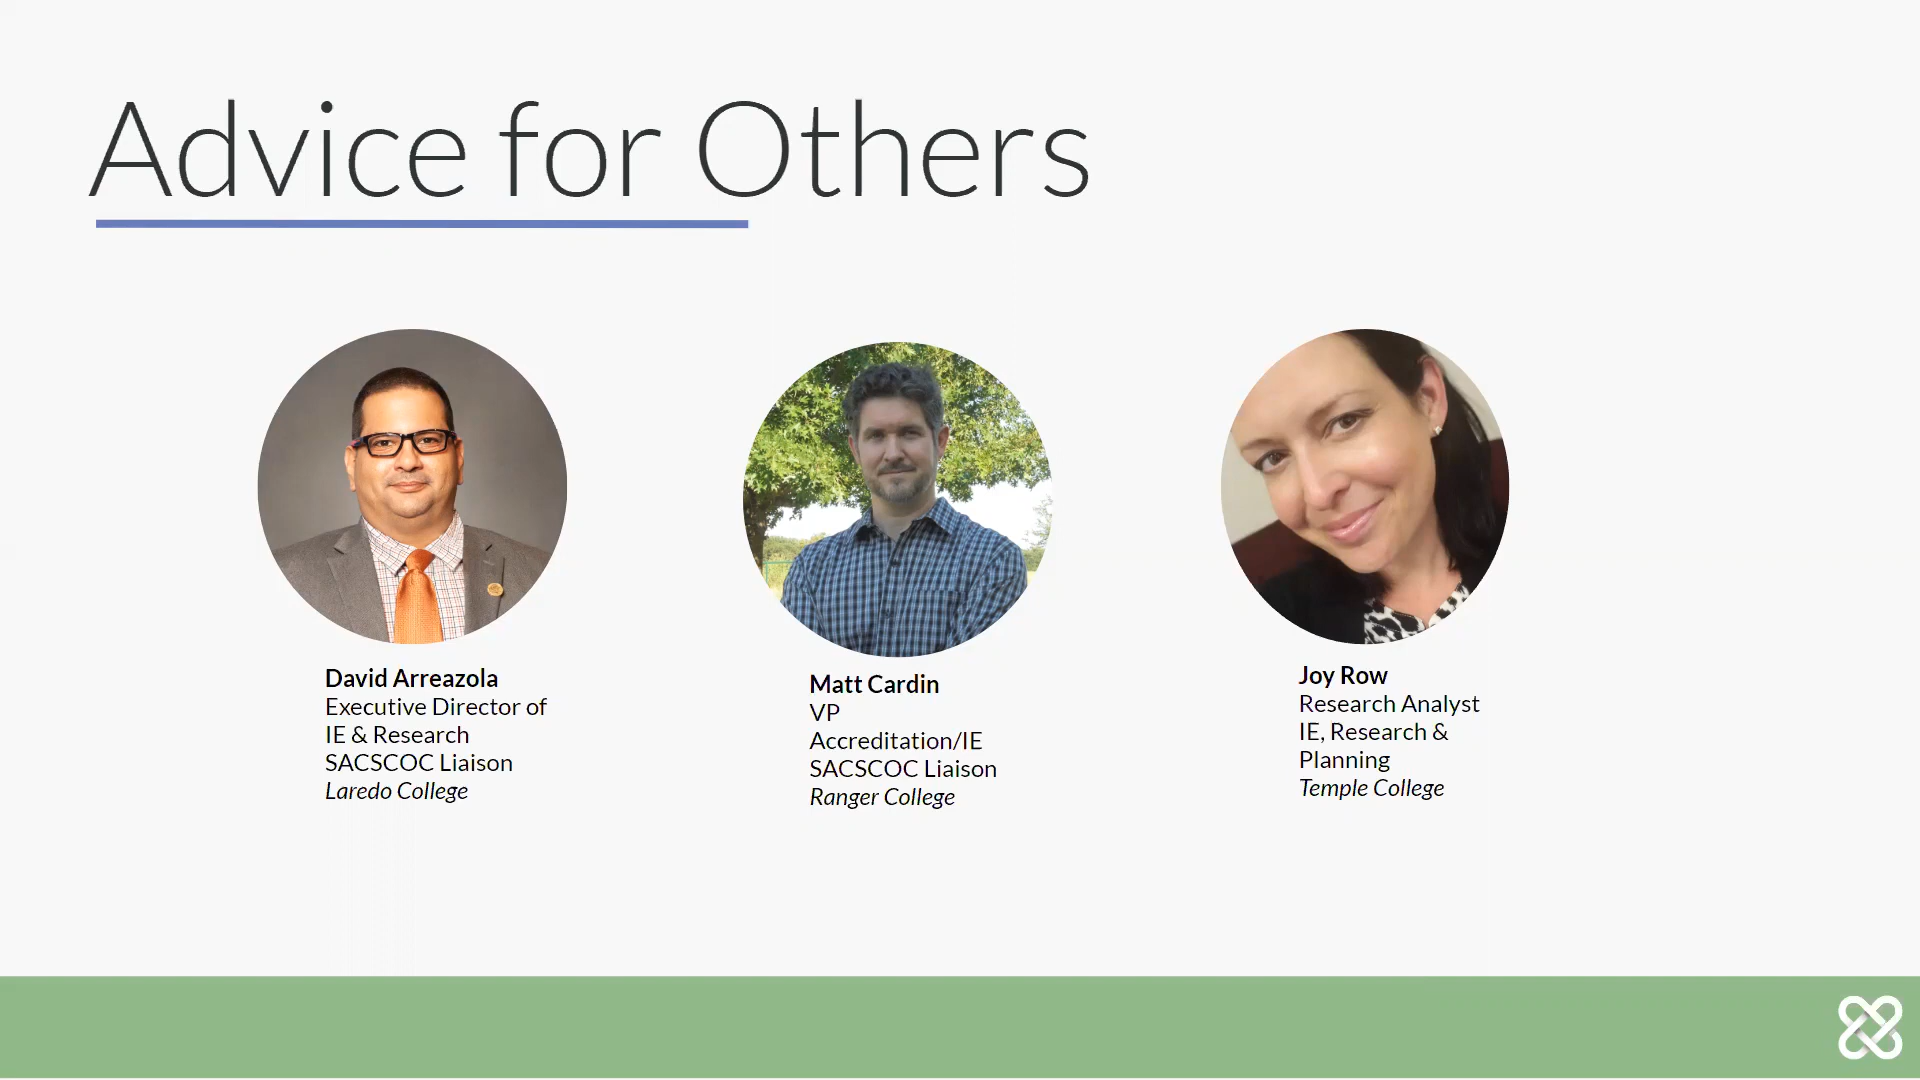 Advice for Others
David Arreazola
Executive Director of
IE & Research
SACSCOC Liaison
Laredo College
Matt Cardin
VP
Accreditation/IE
SACSCOC Liaison
Ranger College
Joy Row
Research Analyst
IE, Research &
Planning
Temple College